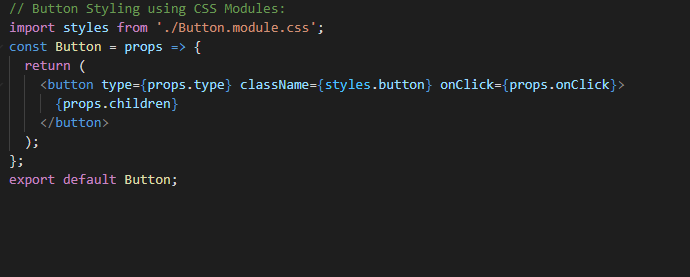 // Button Styling using CSS Modules:
import styles from './Button.module.css';
const Button = props => {
return (
<button type={props.type} className={styles.button} onClick={props.onClick}>
{props.children}
</button>
);
};
export default Button;